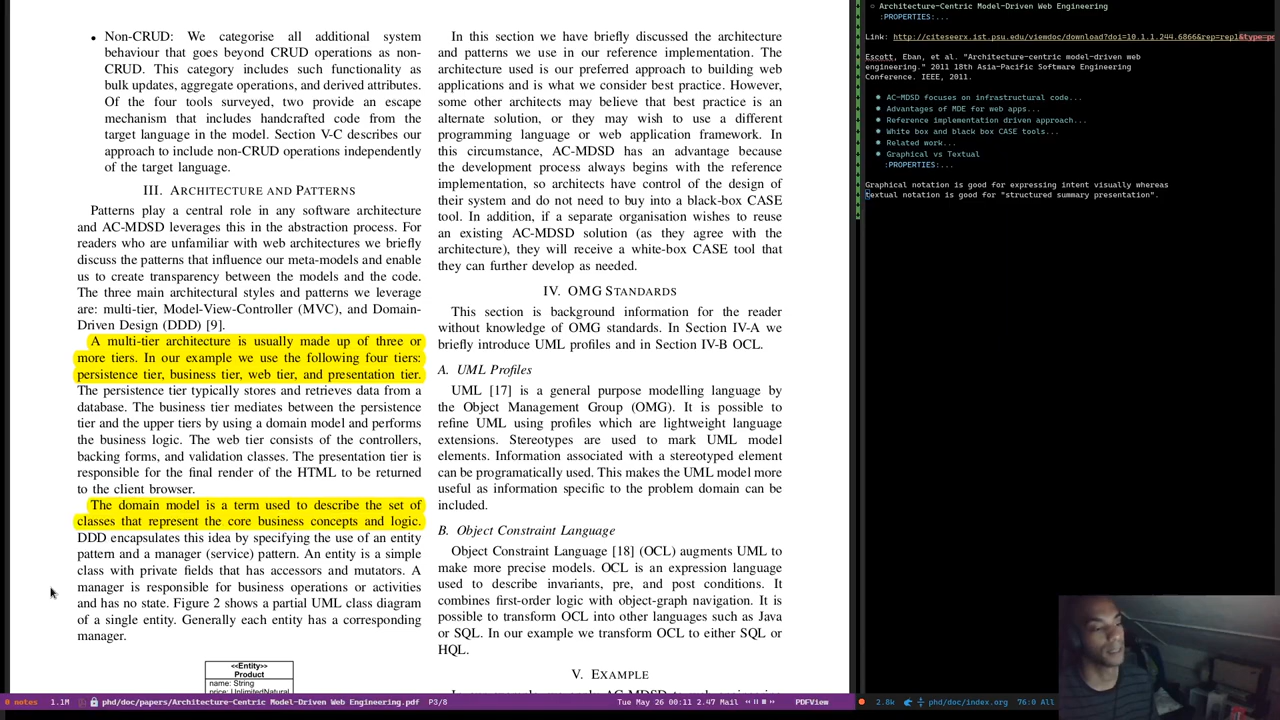 • Non-CRUD: We categorise all additional system
behaviour that goes beyond CRUD operations as non-
CRUD. This category includes such functionality as
bulk updates, aggregate operations, and derived attributes.
Of the four tools surveyed, two provide an escape
mechanism that includes handcrafted code from the
target language in the model. Section V-C describes our
approach to include non-CRUD operations independently
of the target language.
III. ARCHITECTURE AND PATTERNS
Patterns play a central role in any software architecture
and AC-MDSD leverages this in the abstraction process. For
readers who are unfamiliar with web architectures we briefly
discuss the patterns that influence our meta-models and enable
us to create transparency between the models and the code.
The three main architectural styles and patterns we leverage
are: multi-tier, Model-View-Controller (MVC), and Domain-
Driven Design (DDD) [9].
A multi-tier architecture is usually made up of three or
more tiers. In our example we use the following four tiers:
persistence tier, business tier, web tier, and presentation tier.
The persistence tier typically stores and retrieves data from a
database. The business tier mediates between the persistence
tier and the upper tiers by using a domain model and performs
the business logic. The web tier consists of the controllers,
backing forms, and validation classes. The presentation tier is
responsible for the final render of the HTML to be returned
to the client browser.
The domain model is a term used to describe the set of
classes that represent the core business concepts and logic.
DDD encapsulates this idea by specifying the use of an entity
pattern and a manager (service) pattern. An entity is a simple
class with private fields that has accessors and mutators. A
manager is responsible for business operations or activities
and has no state. Figure 2 shows a partial UML class diagram
of a single entity. Generally each entity has a corresponding
manager.
<<Entity>>
Product
name: String
price: UnlimitedNatural
In this section we have briefly discussed the architecture
and patterns we use in our reference implementation. The
architecture used is our preferred approach to building web
applications and is what we consider best practice. However,
some other architects may believe that best practice is an
alternate solution, or they may wish to use a different
programming language or web application framework. In
this circumstance, AC-MDSD has an advantage because
the development process always begins with the reference
implementation, so architects have control of the design of
their system and do not need to buy into a black-box CASE
tool. In addition, if a separate organisation wishes to reuse
an existing AC-MDSD solution (as they agree with the
architecture), they will receive a white-box CASE tool that
they can further develop as needed.
IV. OMG STANDARDS
This section is background information for the reader
without knowledge of OMG standards. In Section IV-A we
briefly introduce UML profiles and in Section IV-B OCL.
A. UML Profiles
UML [17] is a general purpose modelling language by
the Object Management Group (OMG). It is possible to
refine UML using profiles which are lightweight language
extensions. Stereotypes are used to mark UML model
elements. Information associated with a stereotyped element
can be programatically used. This makes the UML model more
useful as information specific to the problem domain can be
included.
B. Object Constraint Language
Object Constraint Language [18] (OCL) augments UML to
make more precise models. OCL is an expression language
used to describe invariants, pre, and post conditions. It
combines first-order logic with object-graph navigation. It is
possible to transform OCL into other languages such as Java
or SQL. In our example we transform OCL to either SQL or
HQL.
V. EXAMPLE
0 notes 1.1M phd/doc/papers/Architecture-Centric Model-Driven Web Engineering.pdf P3/8 Tue May 26 00:11 2.47 Mail PDFView
Architecture-Centric Model-Driven Web Engineering
:PROPERTIES:...
Link: http://citeseerx.ist.psu.edu/viewdoc/download?doi=10.1.1.244.6866&rep=rep1&type=pd
Escott, Eban, et al. "Architecture-centric model-driven web
engineering." 2011 18th Asia-Pacific Software Engineering
Conference. IEEE, 2011.
AC-MDSD focuses on infrastructural code...
Advantages of MDE for web apps...
Reference implementation driven approach...
White box and black box CASE tools...
Related work...
Graphical vs Textual
:PROPERTIES:...
Graphical notation is good for expressing intent visually whereas
textual notation is good for "structured summary presentation".
2.8k phd/doc/index.org 76:0 All